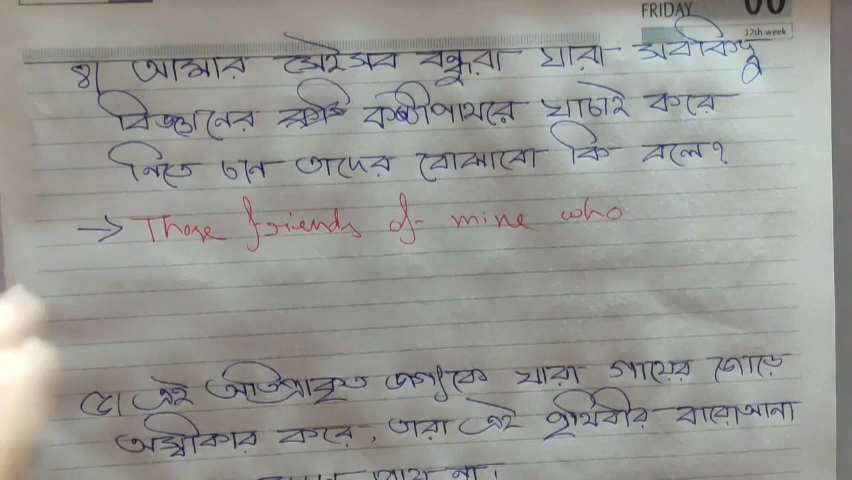 FRIDAY
37th week
৪। আমার সেইসব বন্ধুরা যারা সবকিছু
বিজ্ঞানের কষ্টীপাথরে যাচাই করে
নিতে চান তাদের বোঝাবো কি বলে?
→ Those friends of mine who
৫। এই অতিপ্রাকৃত জগৎকে যারা গায়ের জোড়ে
অস্বীকার করে, তারা এই পৃথিবীর বারোআনা
না।